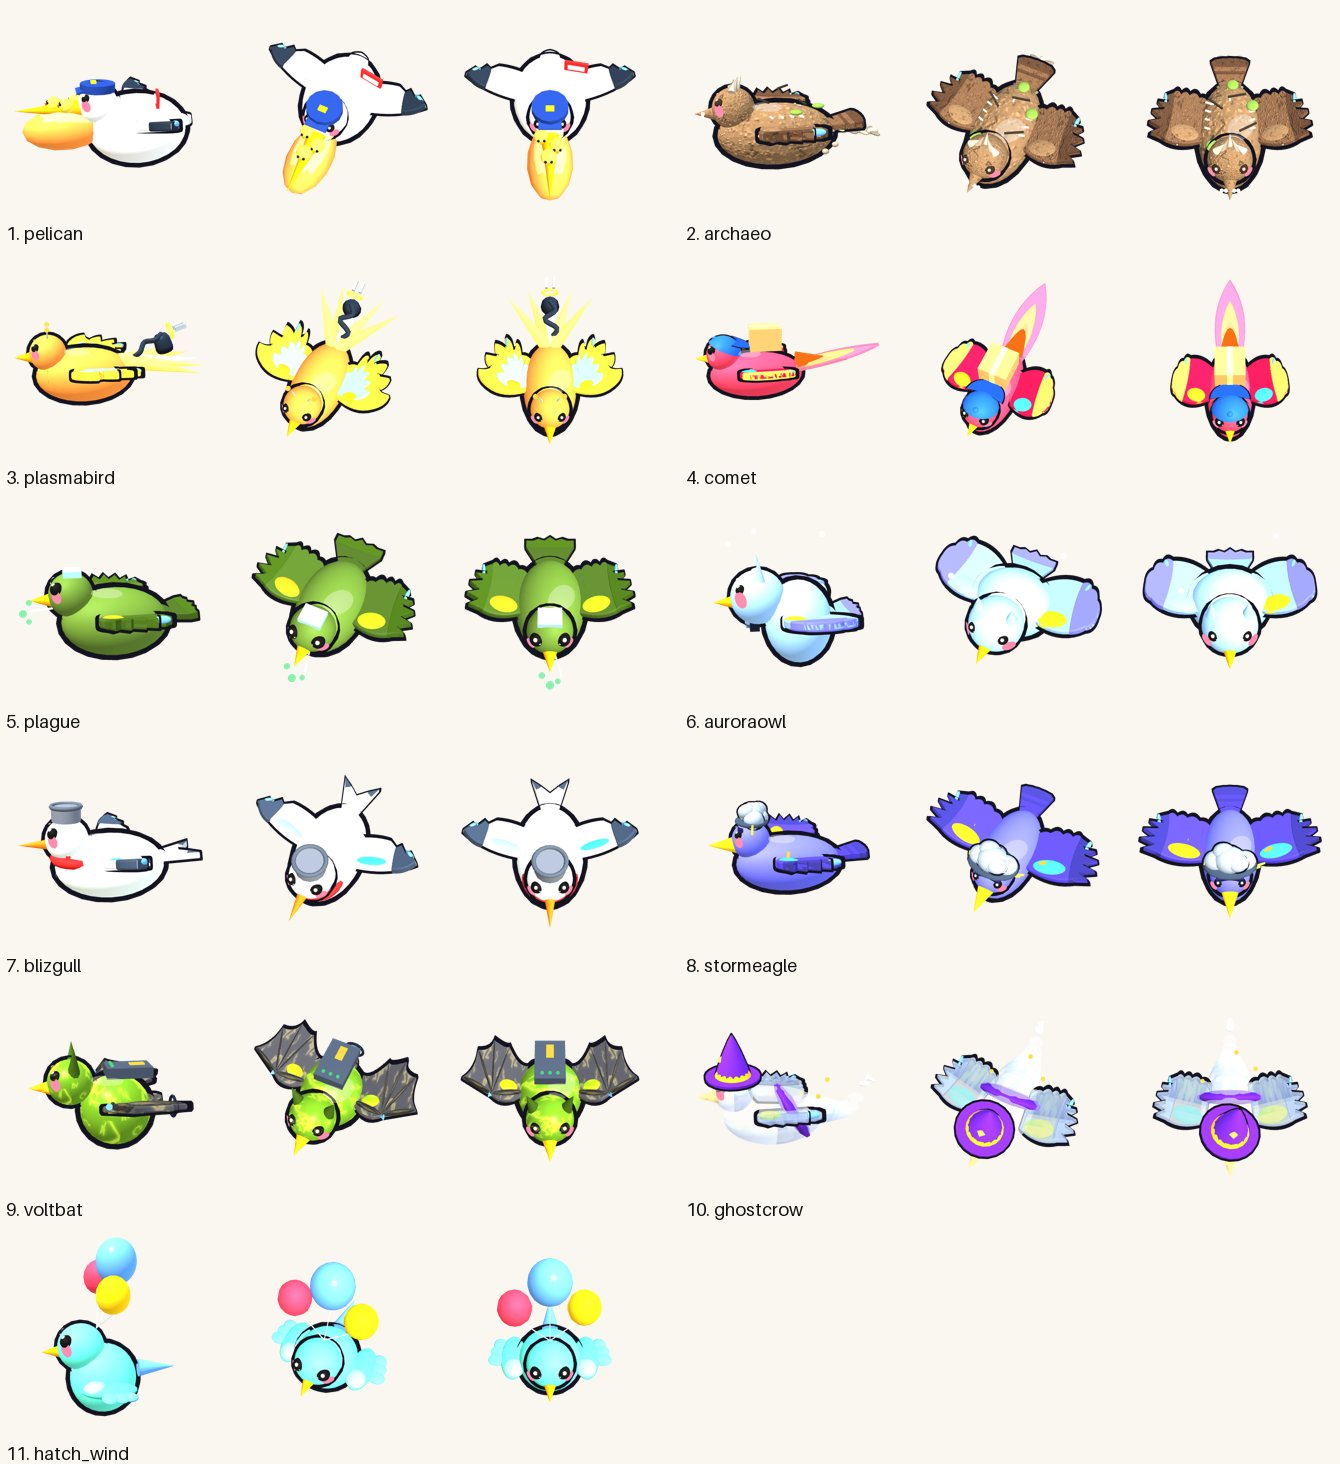 1. pelican
2. archaeo
3. plasmabird
4. comet
5. plague
6. auroraowl
7. blizgull
8. stormeagle
9. voltbat
10. ghostcrow
11. hatch_wind